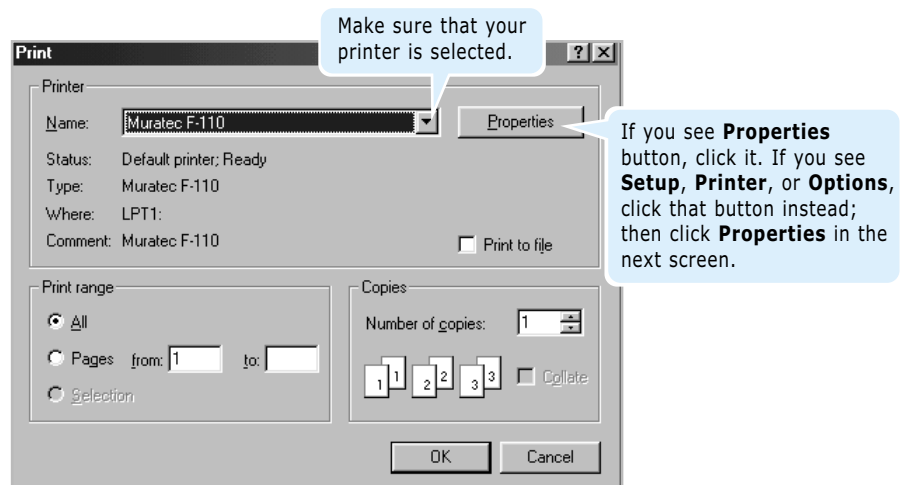 Make sure that your
printer is selected.
Print
Printer
Name: Muratec F-110 Properties
Status: Default printer; Ready
Type: Muratec F-110
Where: LPT1:
Comment: Muratec F-110 Print to file
If you see Properties
button, click it. If you see
Setup, Printer, or Options,
click that button instead;
then click Properties in the
next screen.
Print range
All
Pages from: 1 to:
Selection
Copies
Number of copies: 1
1 1 2 2 3 3 Collate
OK Cancel